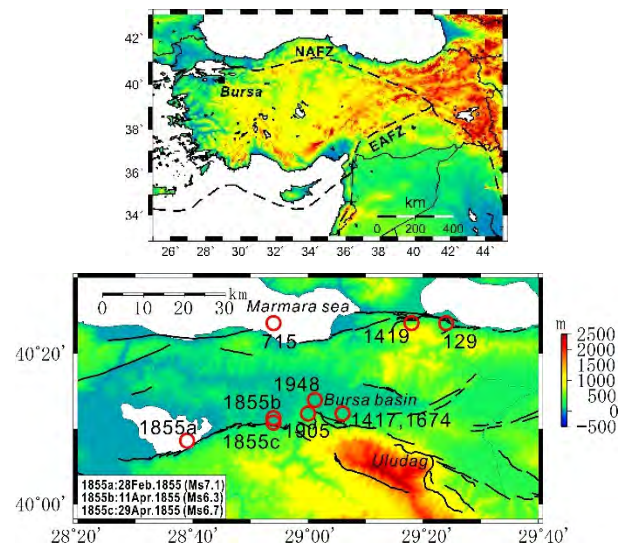 42˚
41˚
40˚
39˚
38˚
37˚
36˚
35˚
34˚
NAFZ
Bursa
EAFZ
km
0 200 400
26˚ 28˚ 30˚ 32˚ 34˚ 36˚ 38˚ 40˚ 42˚ 44˚
0 10 20 30
km
Marmara sea
715
1419
129
40˚20'
1948
Bursa basin
1855b
1855a
1417,1674
1855c
1905
Uludag
1855a:28Feb.1855 (Ms7.1)
1855b:11Apr.1855 (Ms6.3)
1855c:29Apr.1855 (Ms6.7)
40˚00'
28˚20' 28˚40' 29˚00' 29˚20' 29˚40'
m
2500
2000
1500
1000
500
0
−500